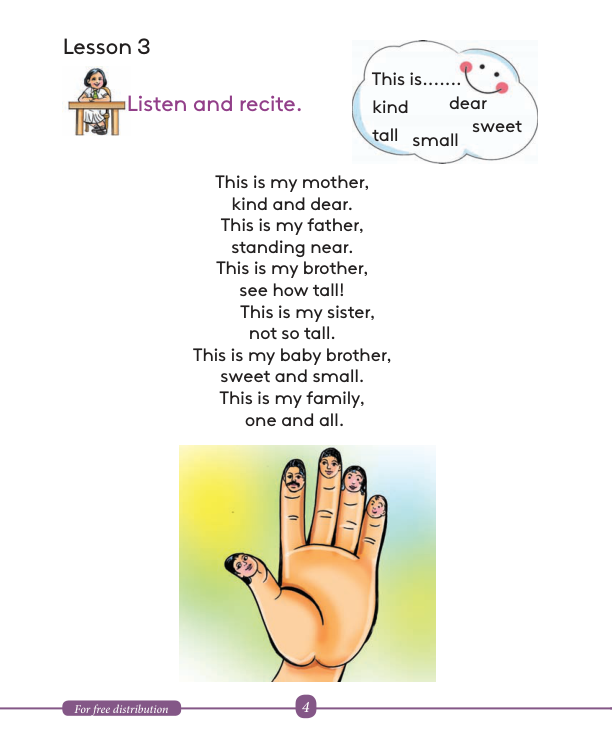 Lesson 3
Listen and recite.
This is.......
kind
dear
tall
small
sweet
This is my mother,
kind and dear.
This is my father,
standing near.
This is my brother,
see how tall!
This is my sister,
not so tall.
This is my baby brother,
sweet and small.
This is my family,
one and all.
For free distribution
4